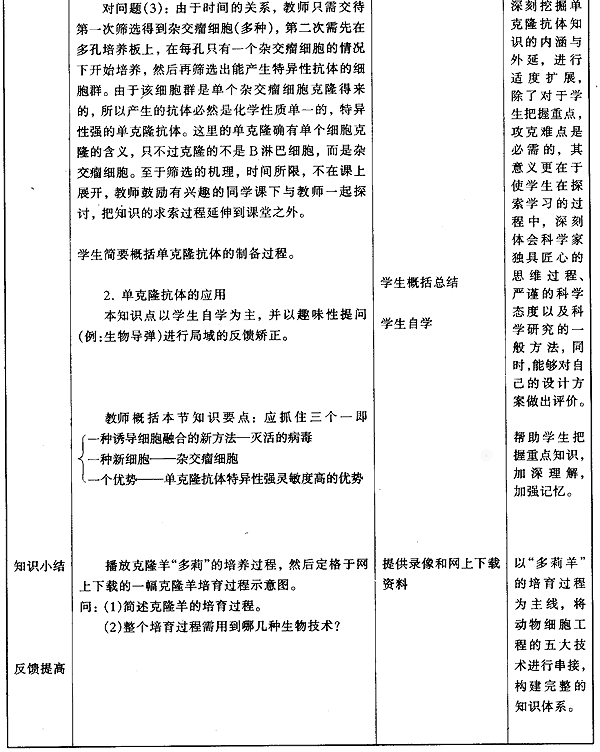 对问题(3)：由于时间的关系，教师只需交待
第一次筛选得到杂交瘤细胞(多种)，第二次需先在
多孔培养板上，在每孔只有一个杂交瘤细胞的情况
下开始培养，然后再筛选出能产生特异性抗体的细
胞群。由于该细胞群是单个杂交瘤细胞克隆得来
的，所以产生的抗体必然是化学性质单一的，特异
性强的单克隆抗体。这里的单克隆确有单个细胞克
隆的含义，只不过克隆的不是B淋巴细胞，而是杂
交瘤细胞。至于筛选的机理，时间所限，不在课上
展开，教师鼓励有兴趣的同学课下与教师一起探
讨，把知识的求索过程延伸到课堂之外。
学生简要概括单克隆抗体的制备过程。
2. 单克隆抗体的应用
本知识点以学生自学为主，并以趣味性提问
(例:生物导弹)进行局域的反馈矫正。
教师概括本节知识要点；应抓住三个一即
一种诱导细胞融合的新方法—灭活的病毒
一种新细胞——杂交瘤细胞
一个优势——单克隆抗体特异性强灵敏度高的优势
学生概括总结
学生自学
深刻挖掘单
克隆抗体知
识的内涵与
外延，进行
适度扩展，
除了对于学
生把握重点，
攻克难点是
必需的，其
意义更在于
使学生在探
索学习的过
程中，深刻
体会科学家
独具匠心的
思维过程、
严谨的科学
态度以及科
学研究的一
般方法，同
时,能够对自
己的设计方
案做出评价。
帮助学生把
握重点知识，
加深理解，
加强记忆。
知识小结
播放克隆羊“多莉”的培养过程，然后定格于网
上下载的一幅克隆羊培育过程示意图。
问：(1)简述克隆羊的培育过程。
(2)整个培育过程需用到哪几种生物技术?
提供录像和网上下载
资料
以“多莉羊”
的培育过程
为主线，将
动物细胞工
程的五大技
术进行串接，
构建完整的
知识体系。
反馈提高